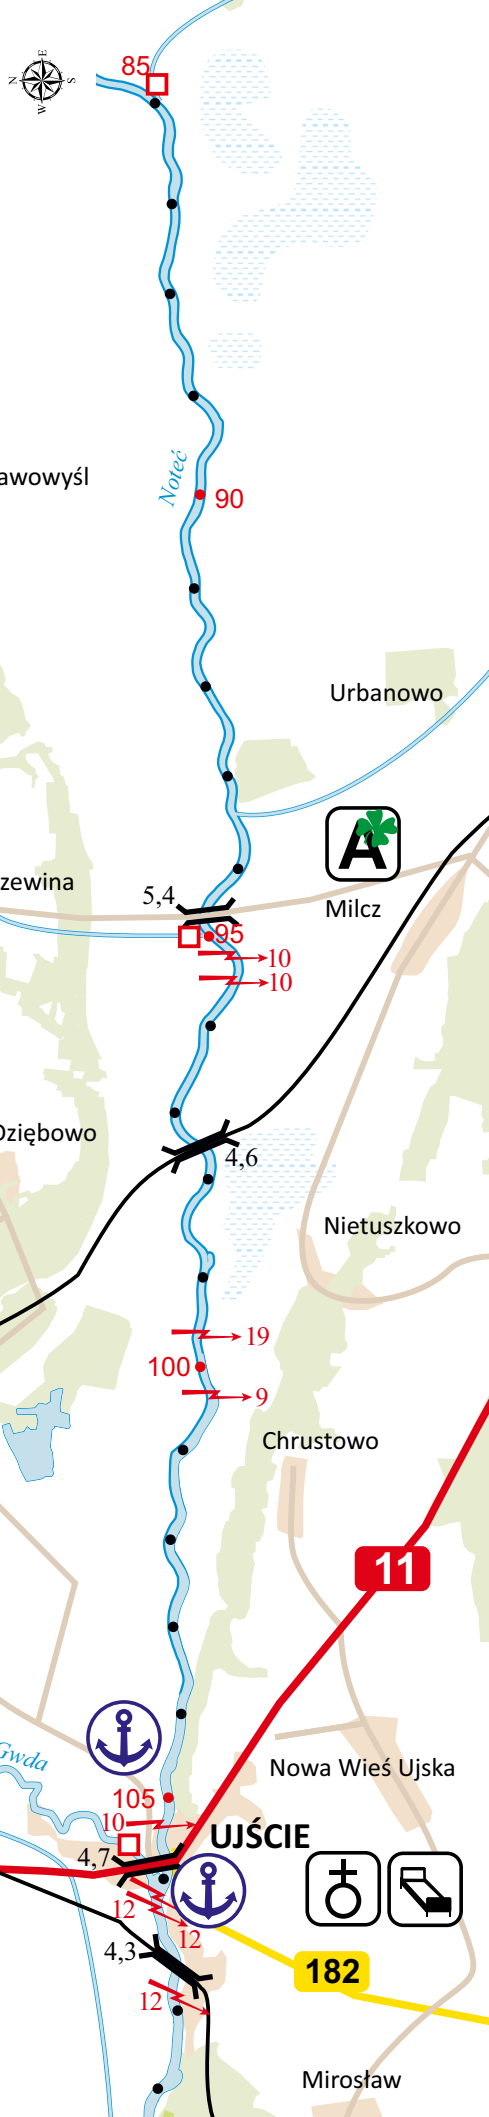 E
N
S
W
85
awowyśl
Noteć
90
Urbanowo
A
zewina
5,4
Milcz
95
10
10
Dziębowo
4,6
Nietuszkowo
19
100
9
Chrustowo
11
Gwda
Nowa Wieś Ujska
105
10
UJŚCIE
4,7
12
12
4,3
182
12
Mirosław